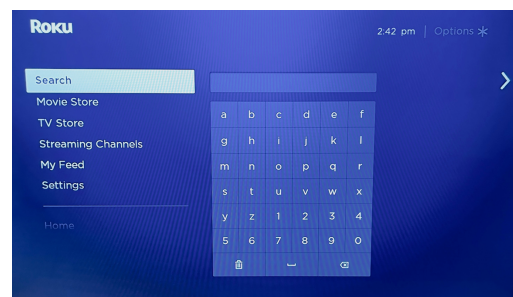 Roku
2:42 pm | Options
Search
Movie Store
TV Store
Streaming Channels
My Feed
Settings
Home
a b c d e f
g h i j k l
m n o p q r
s t u v w x
y z 1 2 3 4
5 6 7 8 9 0